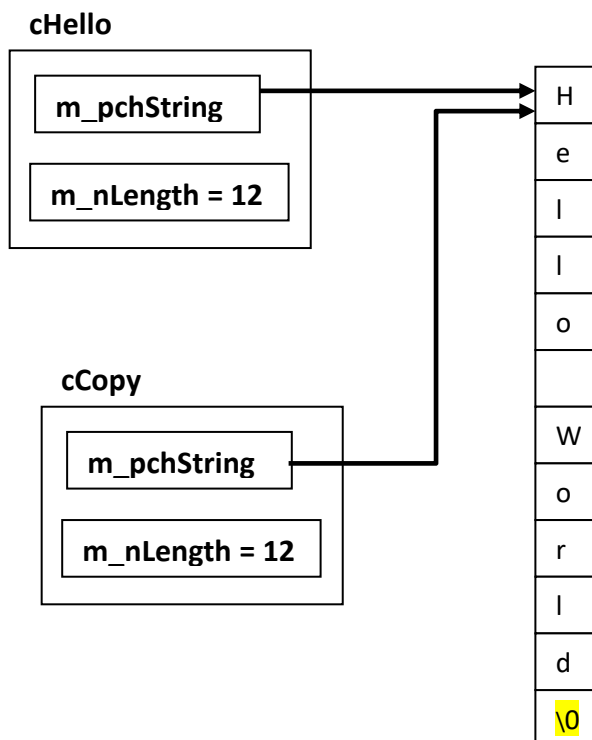 cHello
m_pchString
m_nLength = 12
cCopy
m_pchString
m_nLength = 12
H
e
l
l
o
W
o
r
l
d
\0